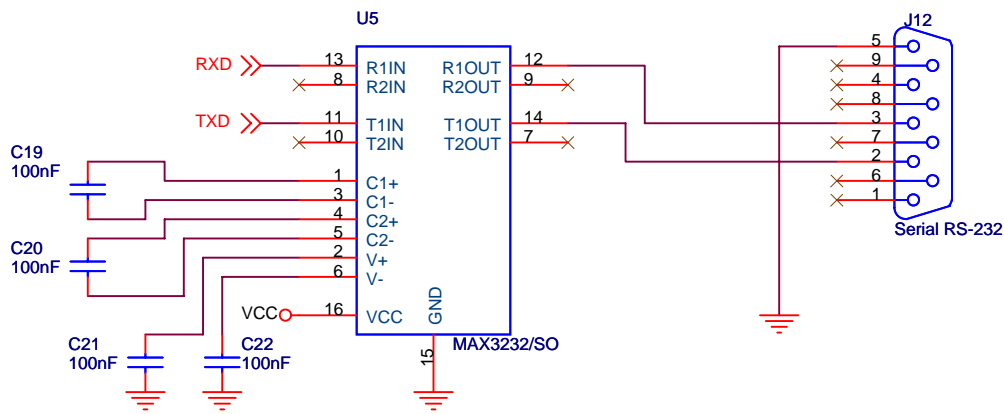 U5
J12
RXD
13 R1IN R1OUT 12
8 R2IN R2OUT 9
TXD
11 T1IN T1OUT 14
10 T2IN T2OUT 7
C19
100nF
1 C1+
3 C1-
4 C2+
C20
100nF
5 C2-
2 V+
6 V-
VCC 16 VCC
GND
15
MAX3232/SO
C21
100nF
C22
100nF
5
9
4
8
3
7
2
6
1
Serial RS-232